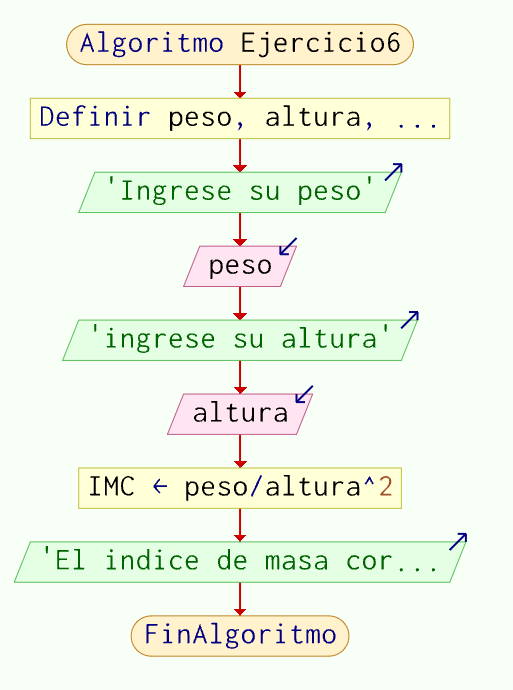 Algoritmo Ejercicio6
Definir peso, altura, ...
'Ingrese su peso'
peso
'ingrese su altura'
altura
IMC ← peso/altura^2
'El indice de masa cor...
FinAlgoritmo